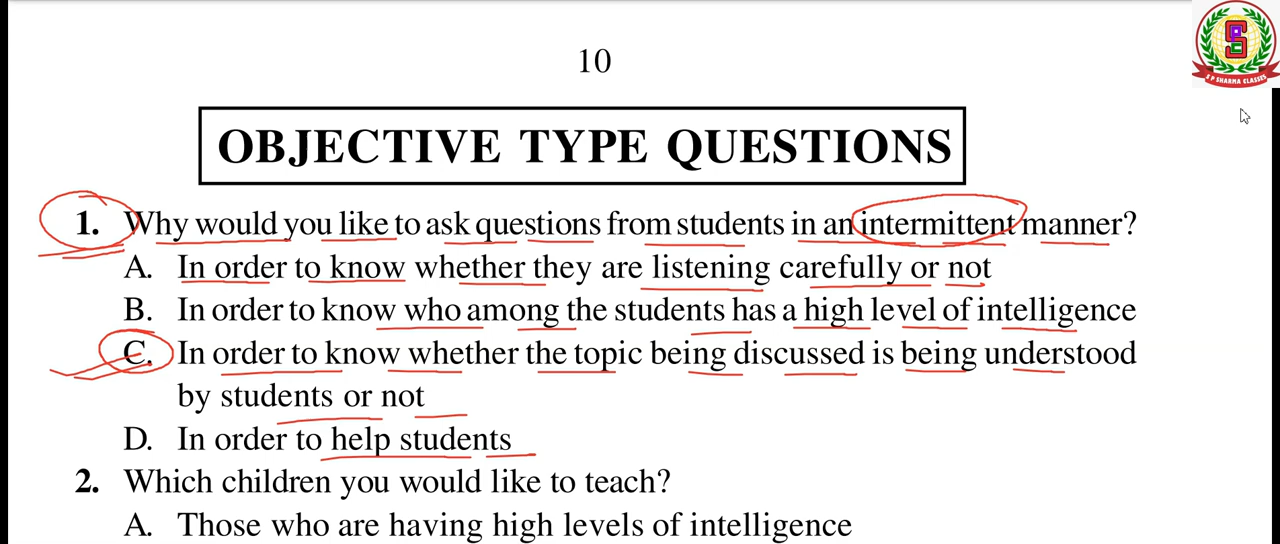 10
OBJECTIVE TYPE QUESTIONS
1. Why would you like to ask questions from students in an intermittent manner?
A. In order to know whether they are listening carefully or not
B. In order to know who among the students has a high level of intelligence
C. In order to know whether the topic being discussed is being understood
by students or not
D. In order to help students
2. Which children you would like to teach?
A. Those who are having high levels of intelligence
S P SHARMA CLASSES